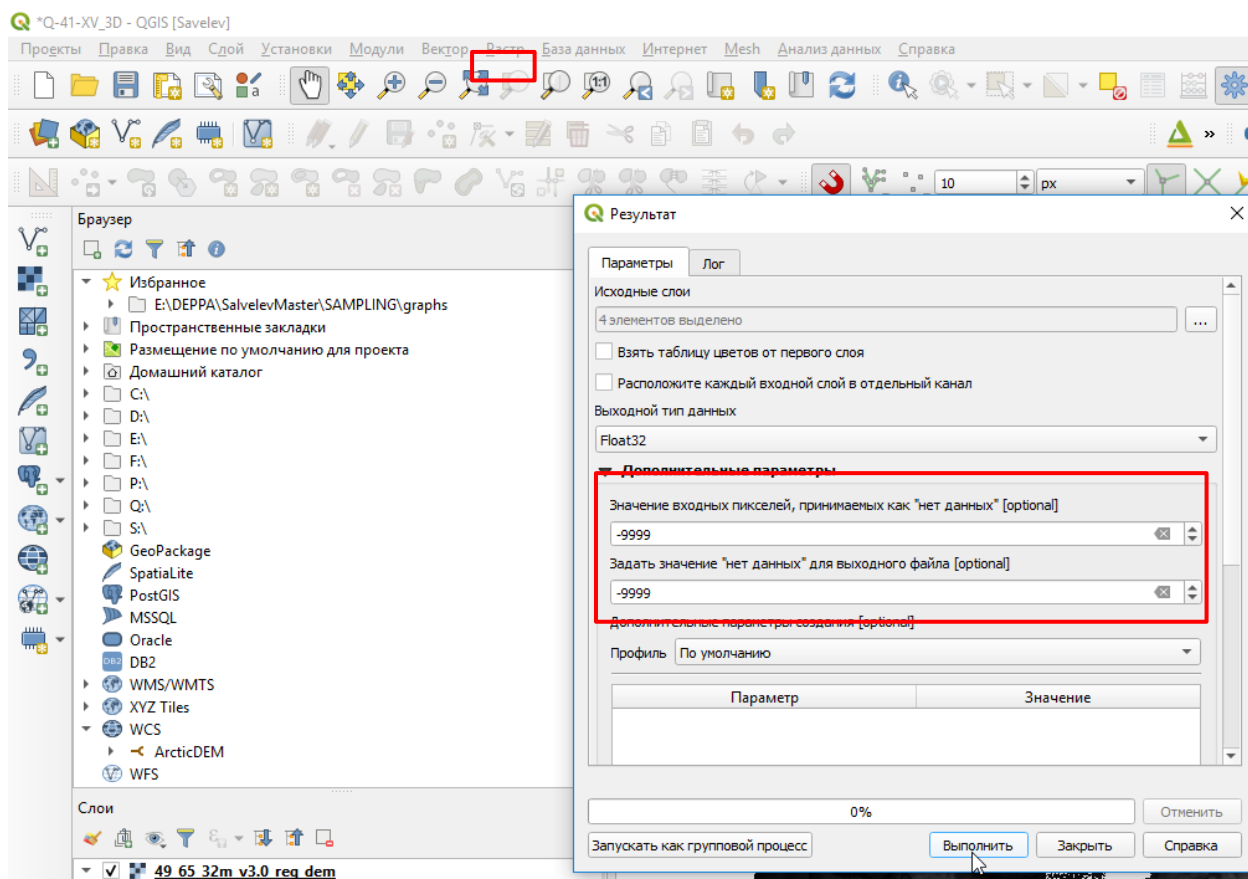 *Q-41-XV_3D - QGIS [Savelev]
Проекты Правка Вид Слой Установки Модули Вектор Растр База данных Интернет Mesh Анализ данных Справка
a 1:1
» 
10 px
Браузер
Избранное
E:\DEPPA\SalvelevMaster\SAMPLING\graphs
Пространственные закладки
Размещение по умолчанию для проекта
Домашний каталог
C:\
D:\
E:\
F:\
P:\
Q:\
S:\
GeoPackage
SpatiaLite
PostGIS
MSSQL
Oracle
DB2 DB2
WMS/WMTS
XYZ Tiles
WCS
ArcticDEM
WFS
Слои
49_65_32m_v3.0_reg_dem
Результат
Параметры Лог
Исходные слои
4 элементов выделено ...
Взять таблицу цветов от первого слоя
Расположите каждый входной слой в отдельный канал
Выходной тип данных
Float32
Дополнительные параметры
Значение входных пикселей, принимаемых как "нет данных" [optional]
-9999
Задать значение "нет данных" для выходного файла [optional]
-9999
Дополнительные параметры создания [optional]
Профиль По умолчанию
Параметр Значение
0% Отменить
Запускать как групповой процесс Выполнить Закрыть Справка